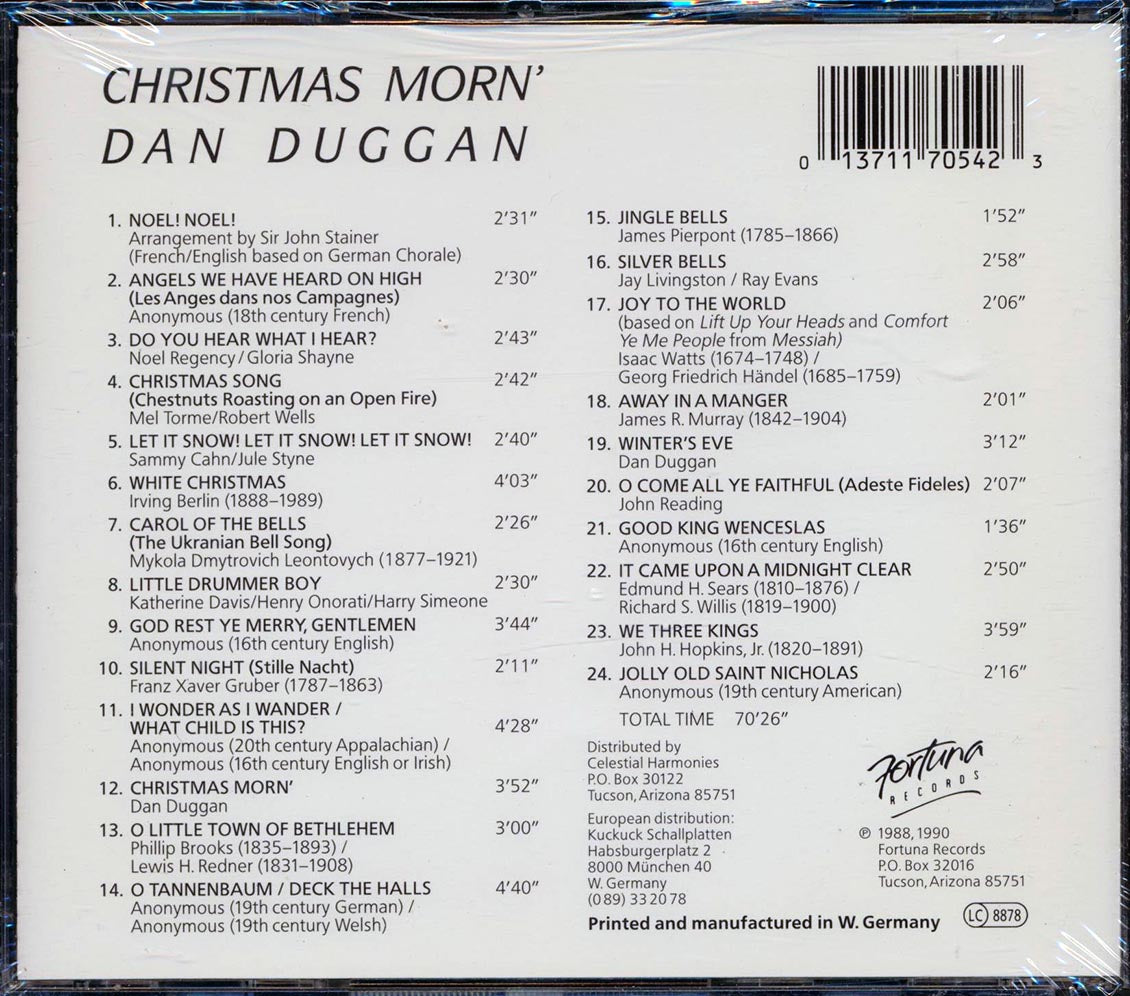 CHRISTMAS MORN'
DAN DUGGAN
0 13711 70542 3
1. NOEL! NOEL! 2'31"
Arrangement by Sir John Stainer
(French/English based on German Chorale)
2. ANGELS WE HAVE HEARD ON HIGH 2'30"
(Les Anges dans nos Campagnes)
Anonymous (18th century French)
3. DO YOU HEAR WHAT I HEAR? 2'43"
Noel Regency/Gloria Shayne
4. CHRISTMAS SONG 2'42"
(Chestnuts Roasting on an Open Fire)
Mel Torme/Robert Wells
5. LET IT SNOW! LET IT SNOW! LET IT SNOW! 2'40"
Sammy Cahn/Jule Styne
6. WHITE CHRISTMAS 4'03"
Irving Berlin (1888–1989)
7. CAROL OF THE BELLS 2'26"
(The Ukranian Bell Song)
Mykola Dmytrovich Leontovych (1877–1921)
8. LITTLE DRUMMER BOY 2'30"
Katherine Davis/Henry Onorati/Harry Simeone
9. GOD REST YE MERRY, GENTLEMEN 3'44"
Anonymous (16th century English)
10. SILENT NIGHT (Stille Nacht) 2'11"
Franz Xaver Gruber (1787–1863)
11. I WONDER AS I WANDER /
WHAT CHILD IS THIS? 4'28"
Anonymous (20th century Appalachian) /
Anonymous (16th century English or Irish)
12. CHRISTMAS MORN' 3'52"
Dan Duggan
13. O LITTLE TOWN OF BETHLEHEM 3'00"
Phillip Brooks (1835–1893) /
Lewis H. Redner (1831–1908)
14. O TANNENBAUM / DECK THE HALLS 4'40"
Anonymous (19th century German) /
Anonymous (19th century Welsh)
15. JINGLE BELLS 1'52"
James Pierpont (1785–1866)
16. SILVER BELLS 2'58"
Jay Livingston / Ray Evans
17. JOY TO THE WORLD 2'06"
(based on Lift Up Your Heads and Comfort
Ye Me People from Messiah)
Isaac Watts (1674–1748) /
Georg Friedrich Händel (1685–1759)
18. AWAY IN A MANGER 2'01"
James R. Murray (1842–1904)
19. WINTER'S EVE 3'12"
Dan Duggan
20. O COME ALL YE FAITHFUL (Adeste Fideles) 2'07"
John Reading
21. GOOD KING WENCESLAS 1'36"
Anonymous (16th century English)
22. IT CAME UPON A MIDNIGHT CLEAR 2'50"
Edmund H. Sears (1810–1876) /
Richard S. Willis (1819–1900)
23. WE THREE KINGS 3'59"
John H. Hopkins, Jr. (1820–1891)
24. JOLLY OLD SAINT NICHOLAS 2'16"
Anonymous (19th century American)
TOTAL TIME 70'26"
Distributed by
Celestial Harmonies
P.O. Box 30122
Tucson, Arizona 85751
European distribution:
Kuckuck Schallplatten
Habsburgerplatz 2
8000 München 40
W. Germany
(0 89) 33 20 78
Fortuna
RECORDS
℗ 1988, 1990
Fortuna Records
P.O. Box 32016
Tucson, Arizona 85751
Printed and manufactured in W. Germany
LC 8878